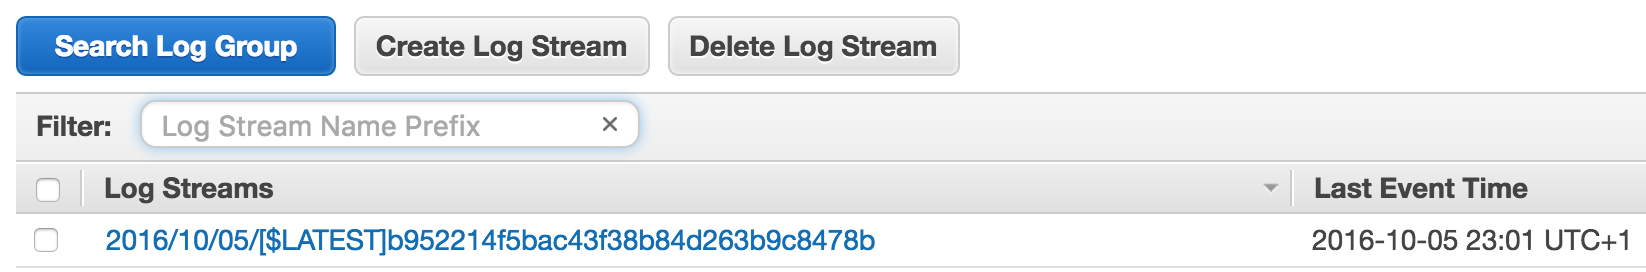 Search Log Group Create Log Stream Delete Log Stream
Filter: Log Stream Name Prefix ×
Log Streams Last Event Time
2016/10/05/[$LATEST]b952214f5bac43f38b84d263b9c8478b 2016-10-05 23:01 UTC+1